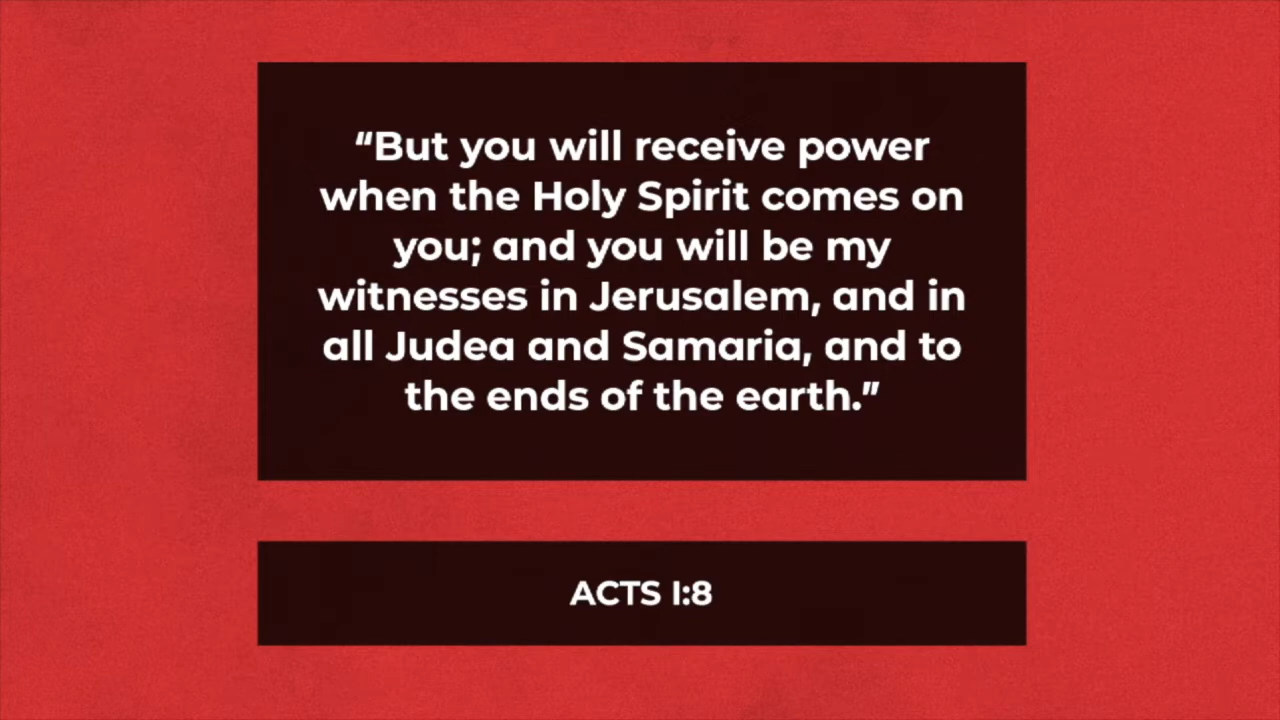 “But you will receive power
when the Holy Spirit comes on
you; and you will be my
witnesses in Jerusalem, and in
all Judea and Samaria, and to
the ends of the earth.”
ACTS 1:8